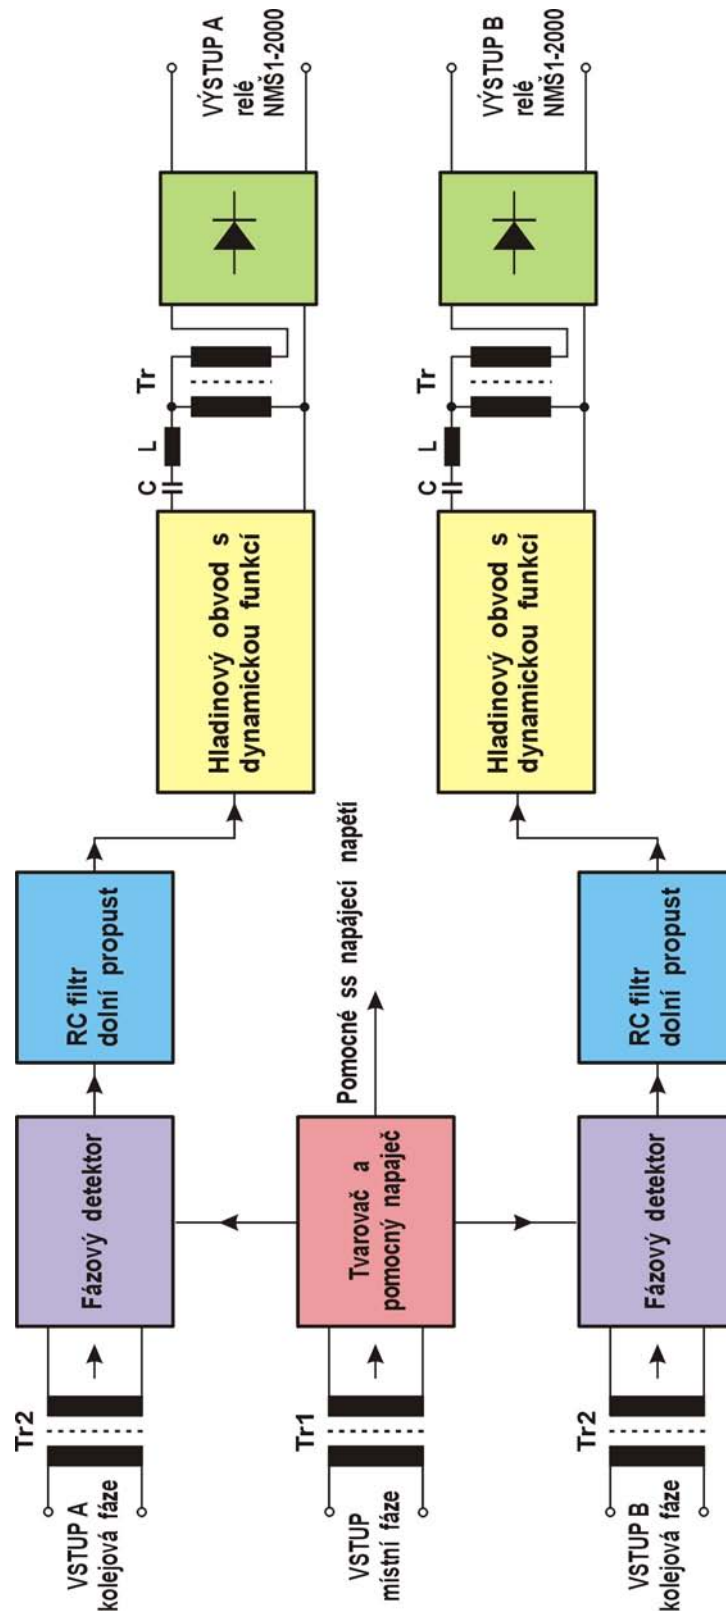 VSTUP A
kolejová fáze
Tr2
Fázový detektor
RC filtr
dolní propust
Hladinový obvod s
dynamickou funkcí
C
L
Tr
VÝSTUP A
relé
NMŠ1-2000
VSTUP
místní fáze
Tr1
Tvarovač a
pomocný napaječ
Pomocné ss napájecí napětí
VSTUP B
kolejová fáze
Tr2
Fázový detektor
RC filtr
dolní propust
Hladinový obvod s
dynamickou funkcí
C
L
Tr
VÝSTUP B
relé
NMŠ1-2000